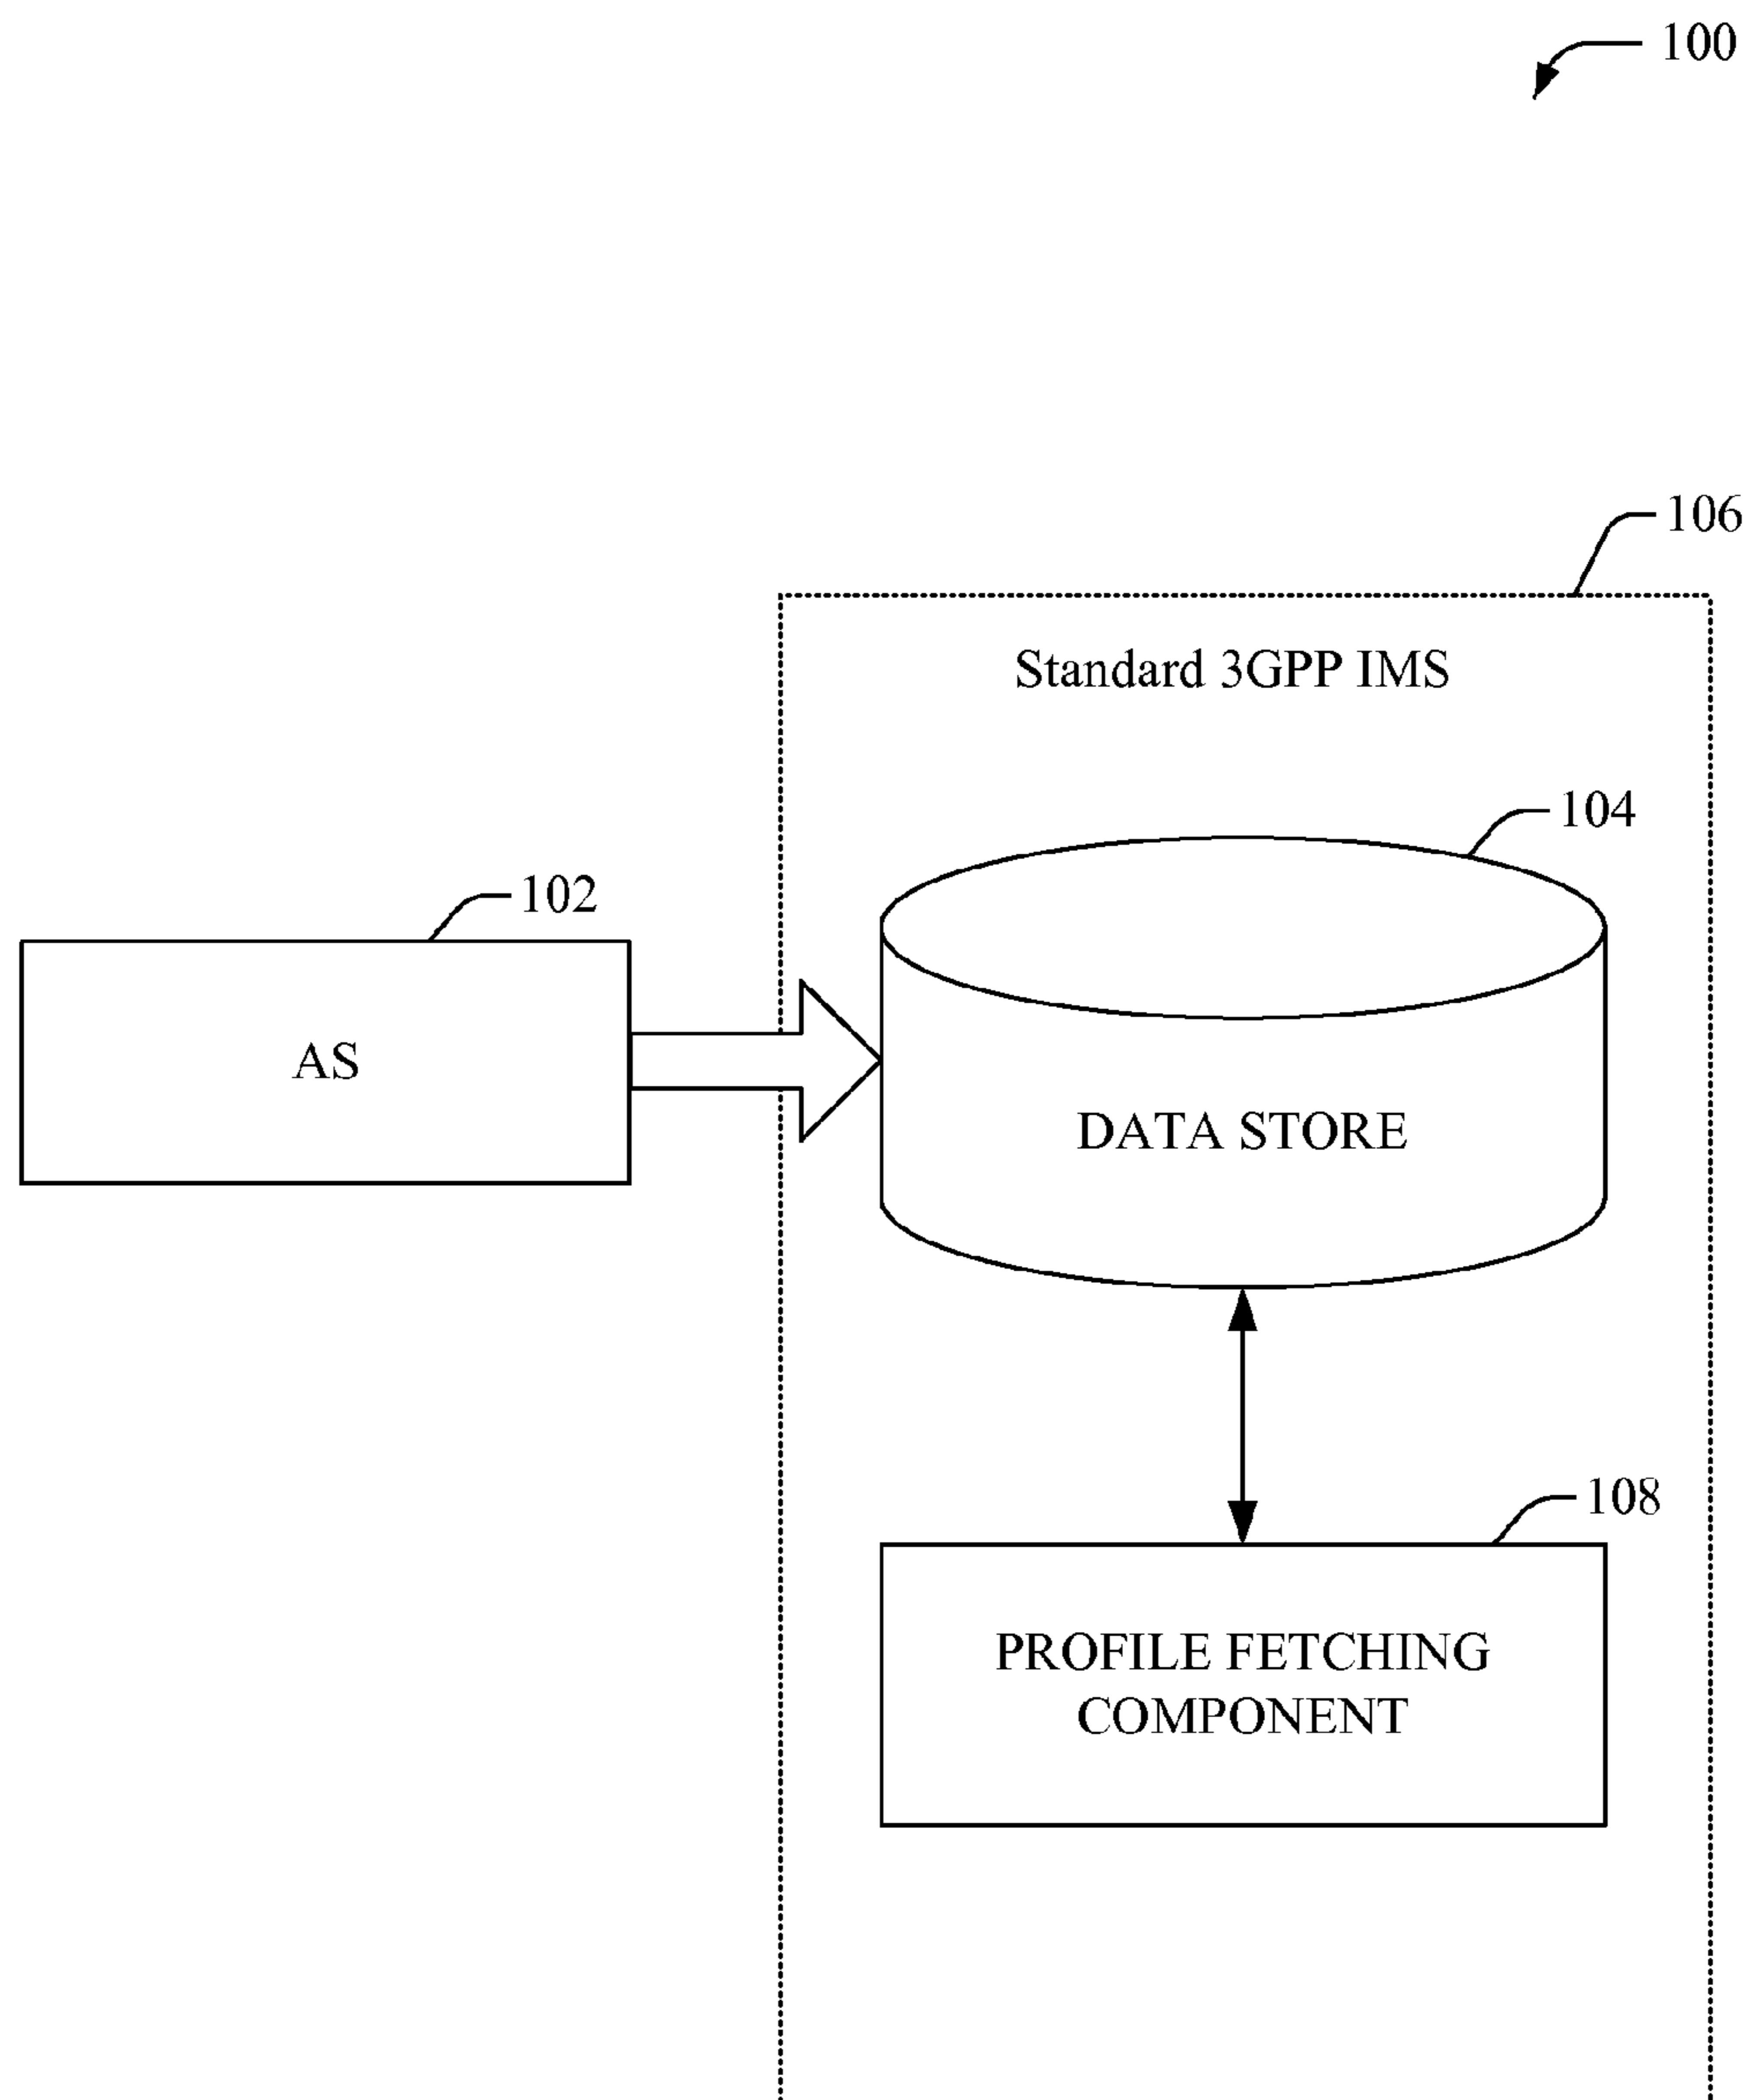 100
106
Standard 3GPP IMS
104
102
AS
DATA STORE
108
PROFILE FETCHING
COMPONENT